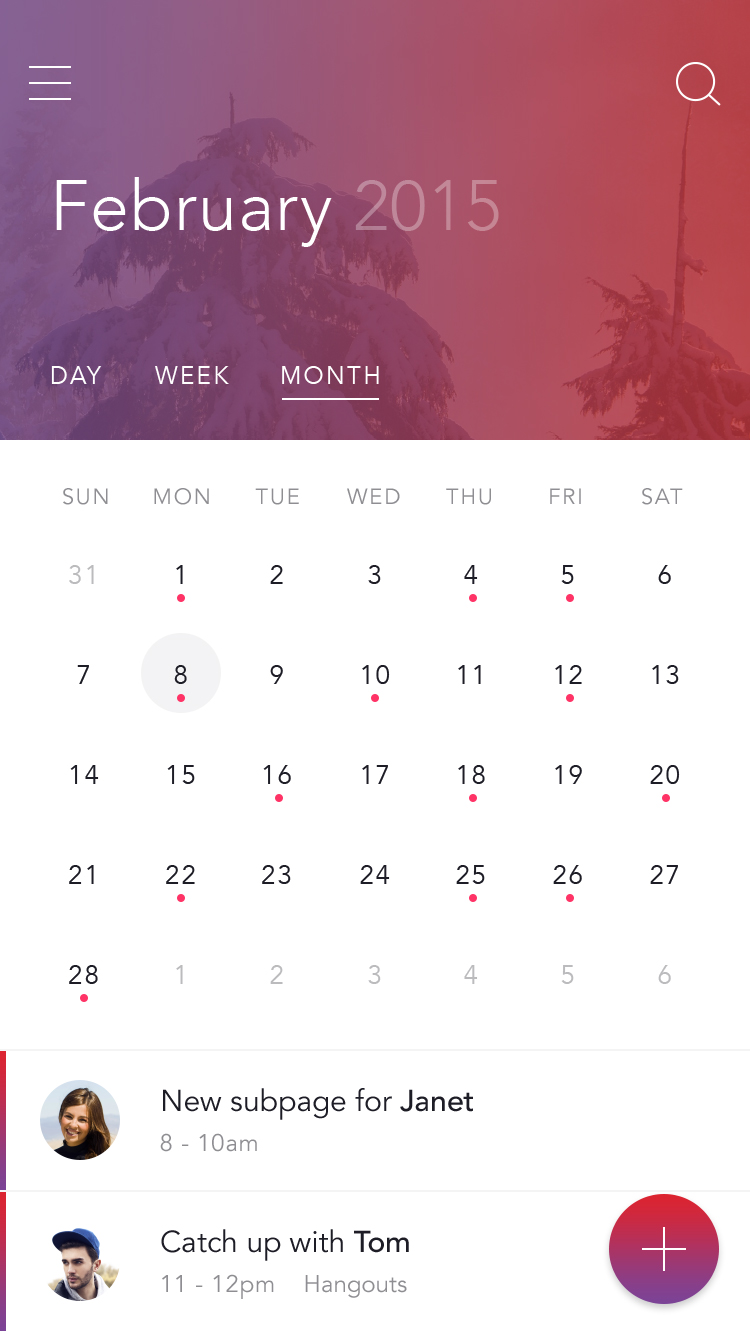 February 2015
DAY WEEK MONTH
SUN MON TUE WED THU FRI SAT
31 1 2 3 4 5 6
7 8 9 10 11 12 13
14 15 16 17 18 19 20
21 22 23 24 25 26 27
28 1 2 3 4 5 6
New subpage for Janet
8 - 10am
Catch up with Tom
11 - 12pm Hangouts